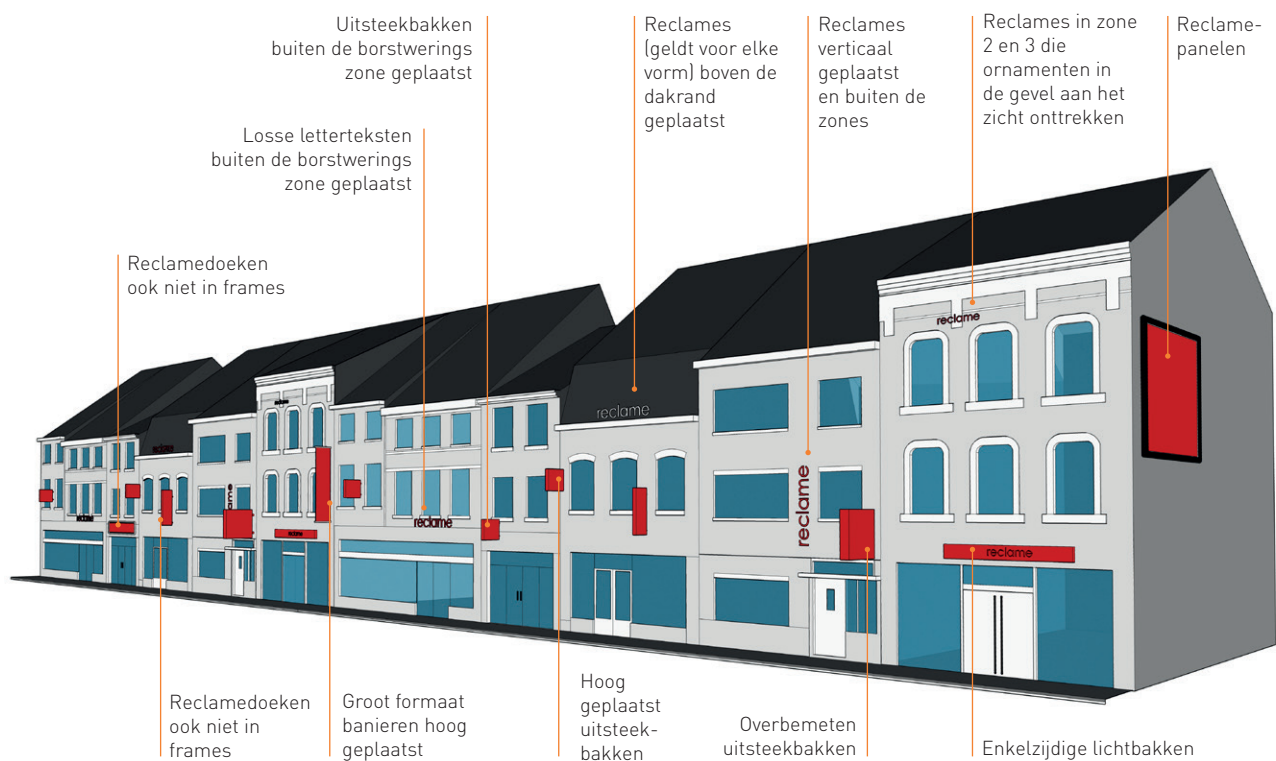 Uitsteekbakken
buiten de borstwerings
zone geplaatst
Reclames
(geldt voor elke
vorm) boven de
dakrand
geplaatst
Reclames
verticaal
geplaatst
en buiten de
zones
Reclames in zone
2 en 3 die
ornamenten in
de gevel aan het
zicht onttrekken
Reclame-
panelen
Losse letterteksten
buiten de borstwerings
zone geplaatst
Reclamedoeken
ook niet in frames
reclame
reclame
reclame
reclame
reclame
reclame
Reclamedoeken
ook niet in
frames
Groot formaat
banieren hoog
geplaatst
Hoog
geplaatst
uitsteek-
bakken
Overbemeten
uitsteekbakken
Enkelzijdige lichtbakken